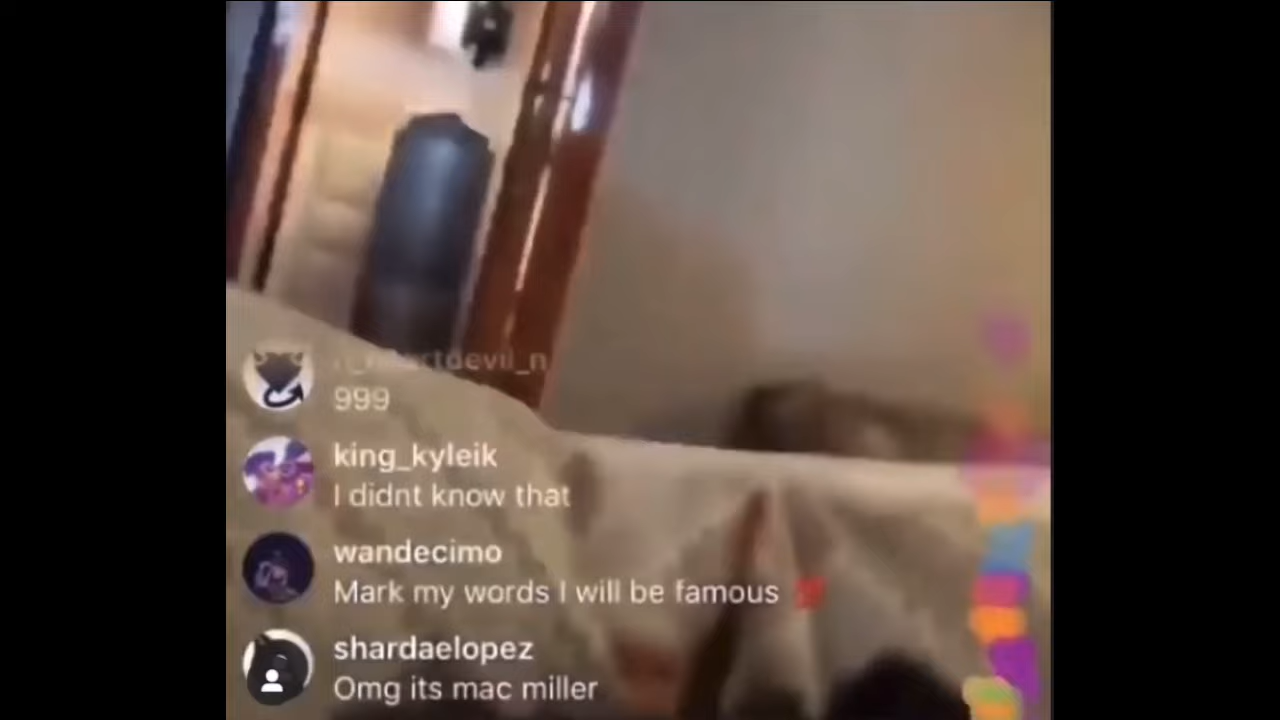 999
king_kyleik
I didnt know that
wandecimo
Mark my words I will be famous 💯
shardaelopez
Omg its mac miller